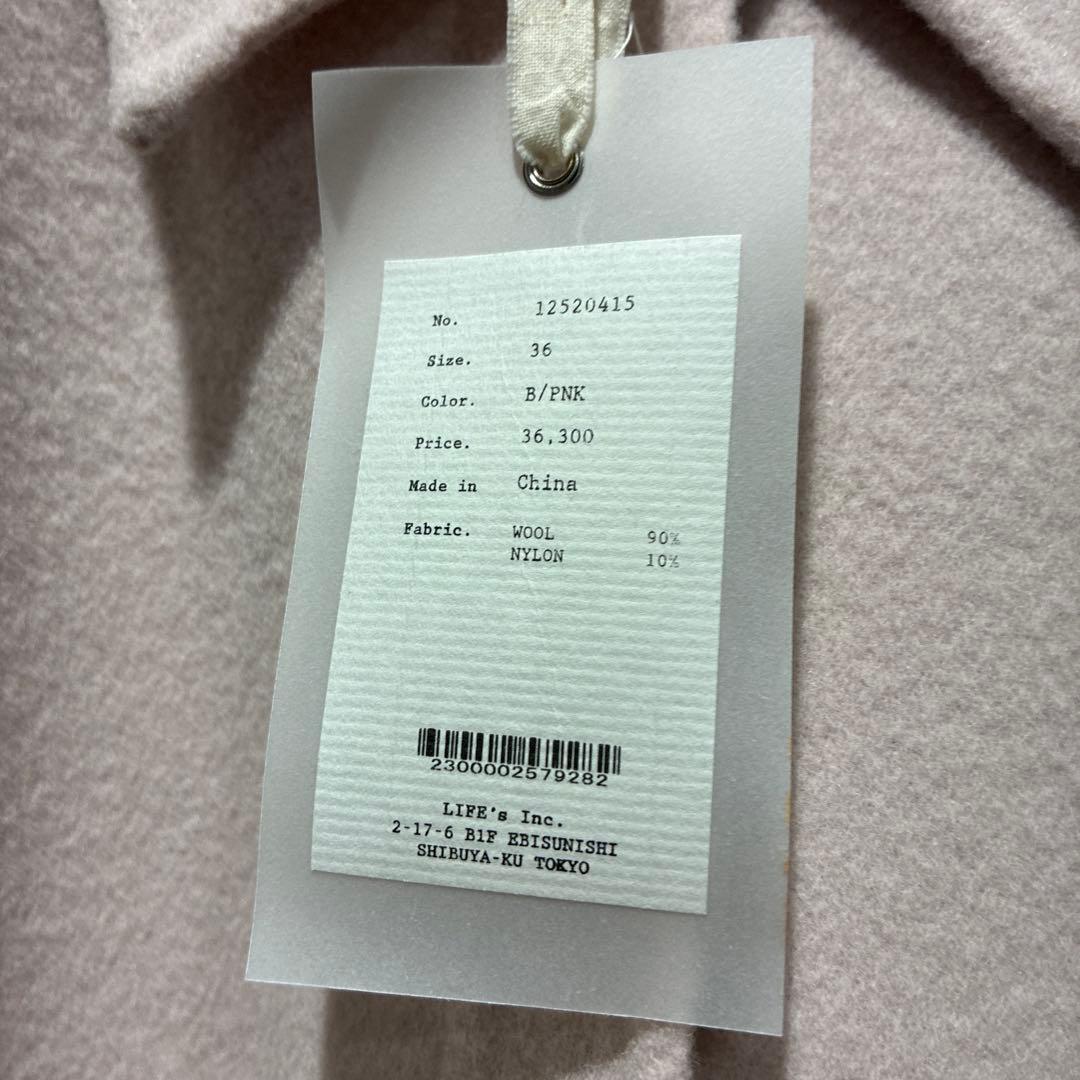 No. 12520415
Size. 36
Color. B/PNK
Price. 36,300
Made in China
Fabric. WOOL 90%
NYLON 10%
2300002579282
LIFE's Inc.
2-17-6 B1F EBISUNISHI
SHIBUYA-KU TOKYO